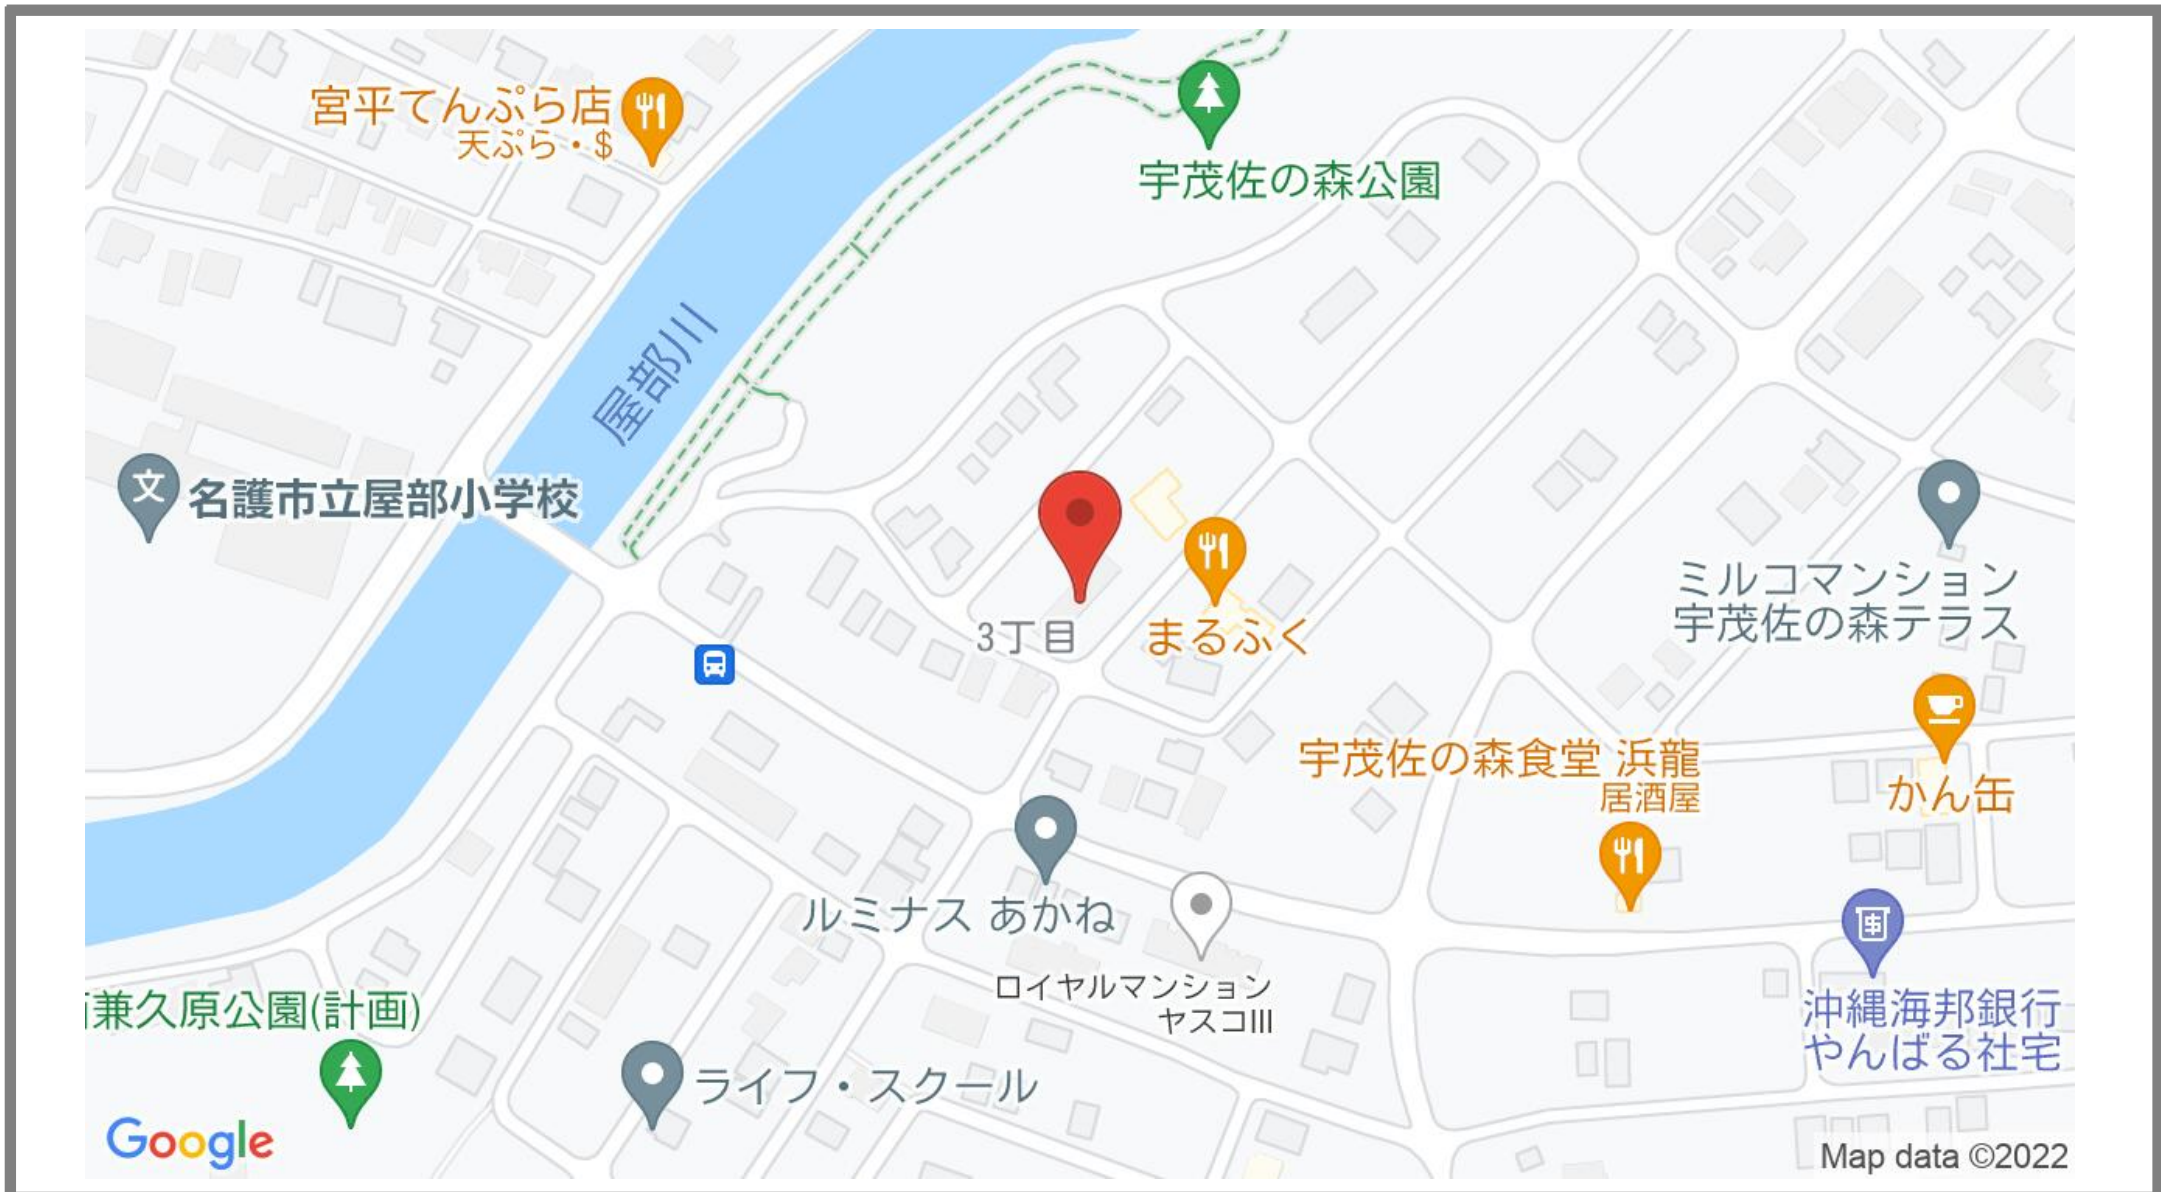 宮平てんぷら店
天ぷら・$
宇茂佐の森公園
屋部川
文
名護市立屋部小学校
3丁目
まるふく
ミルコマンション
宇茂佐の森テラス
宇茂佐の森食堂 浜龍
居酒屋
かん缶
ルミナス あかね
ロイヤルマンション
ヤスコIII
沖縄海邦銀行
やんばる社宅
兼久原公園(計画)
ライフ・スクール
Google
Map data ©2022